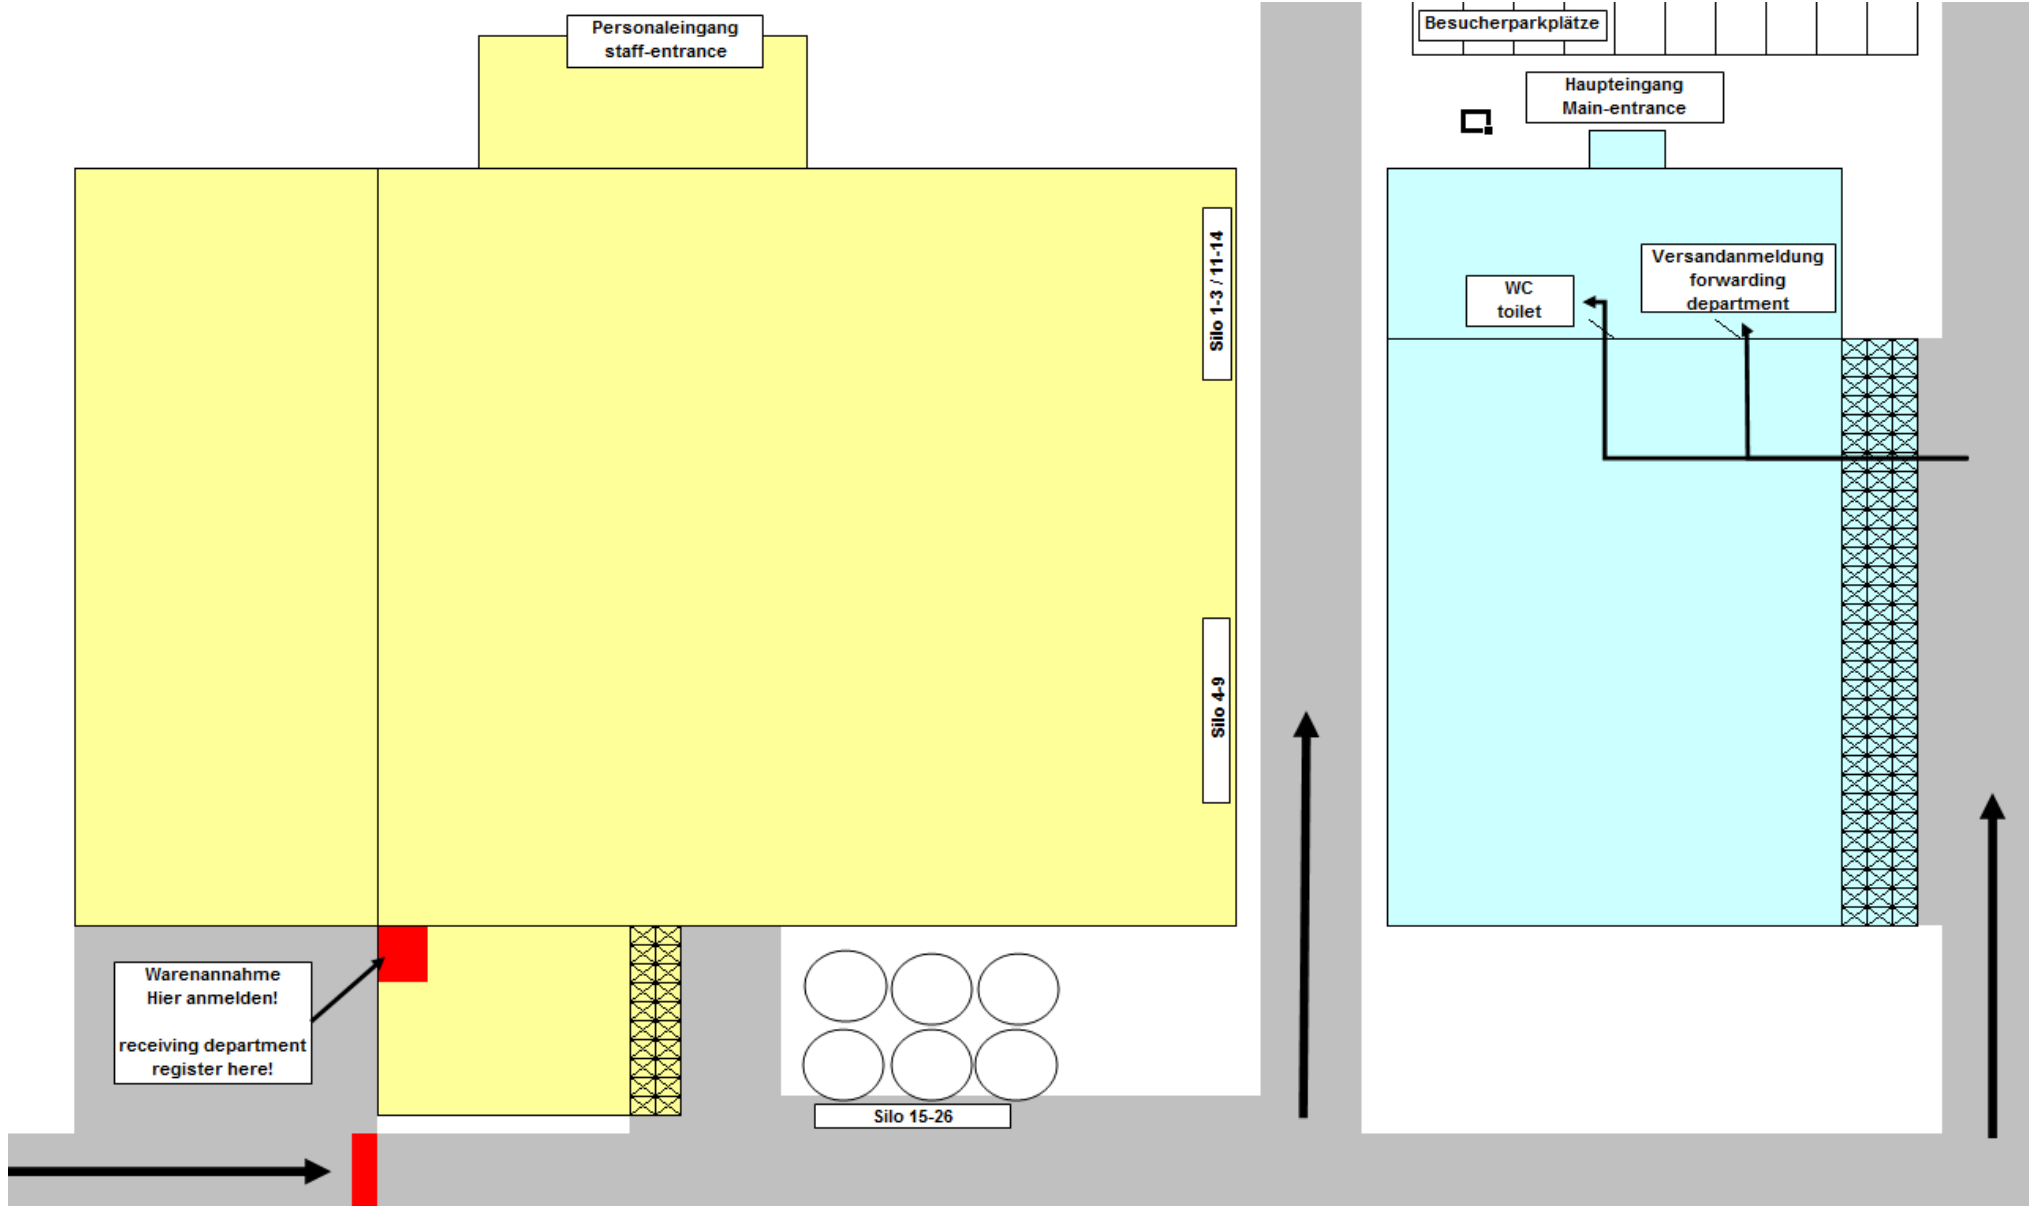 Personaleingang
staff-entrance
Besucherparkplätze
Haupteingang
Main-entrance
Silo 1-3 / 11-14
WC
toilet
Versandanmeldung
forwarding
department
Silo 4-9
Warenannahme
Hier anmelden!
receiving department
register here!
Silo 15-26